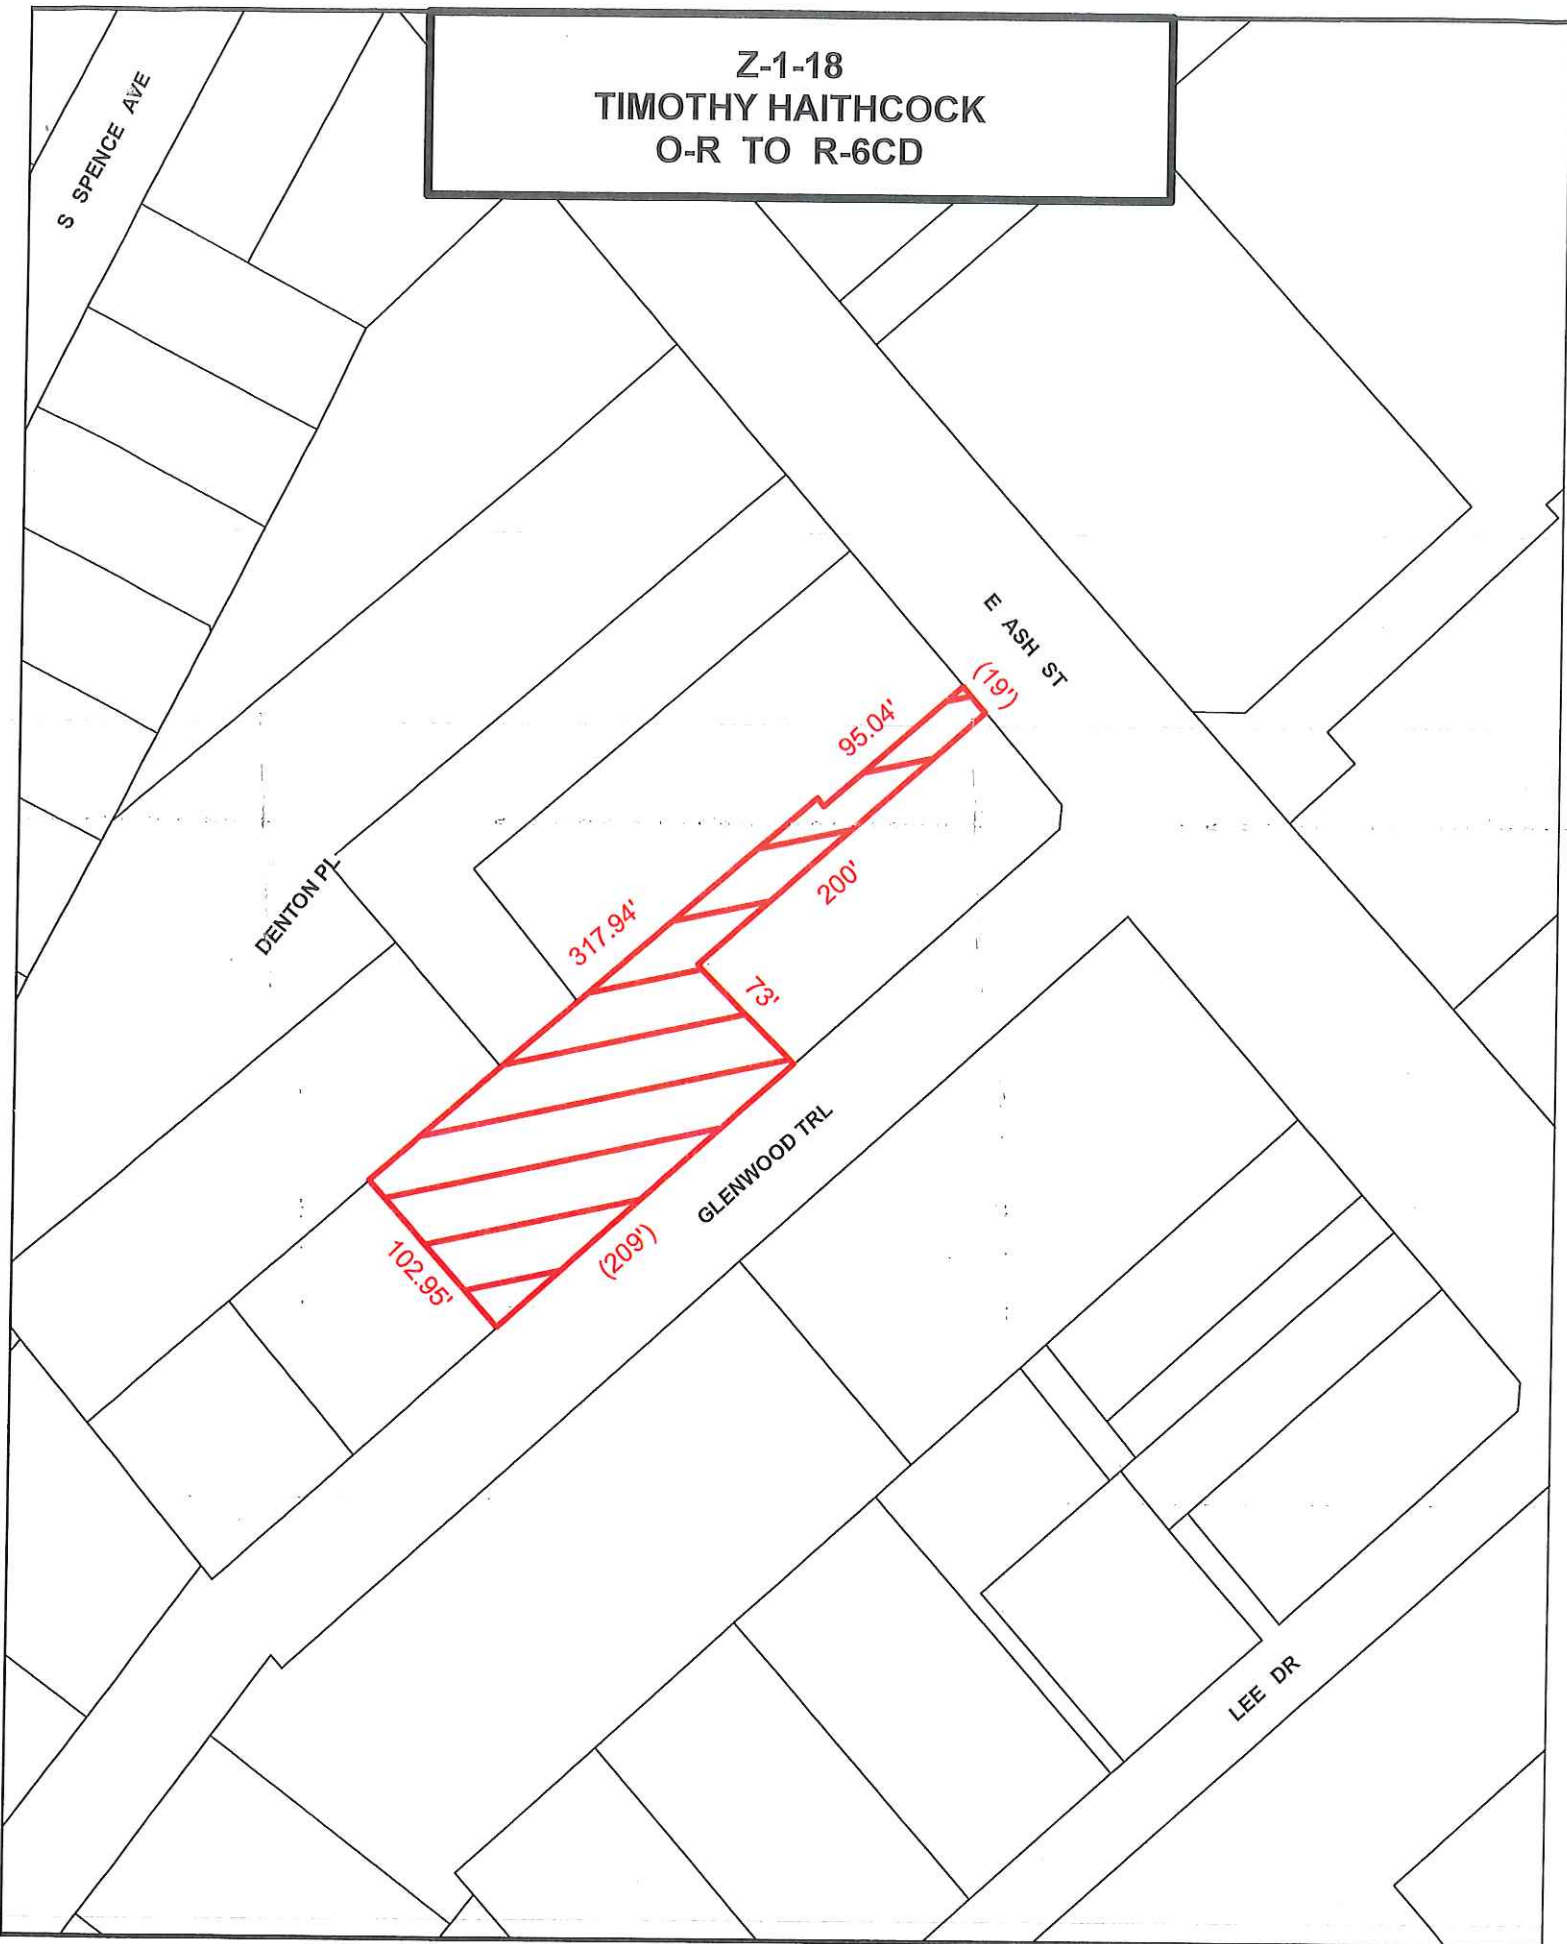 Z-1-18
TIMOTHY HAITHCOCK
O-R TO R-6CD
S SPENCE AVE
E ASH ST
(19')
95.04'
200'
DENTON PL
317.94'
73'
GLENWOOD TRL
(209')
102.95'
LEE DR